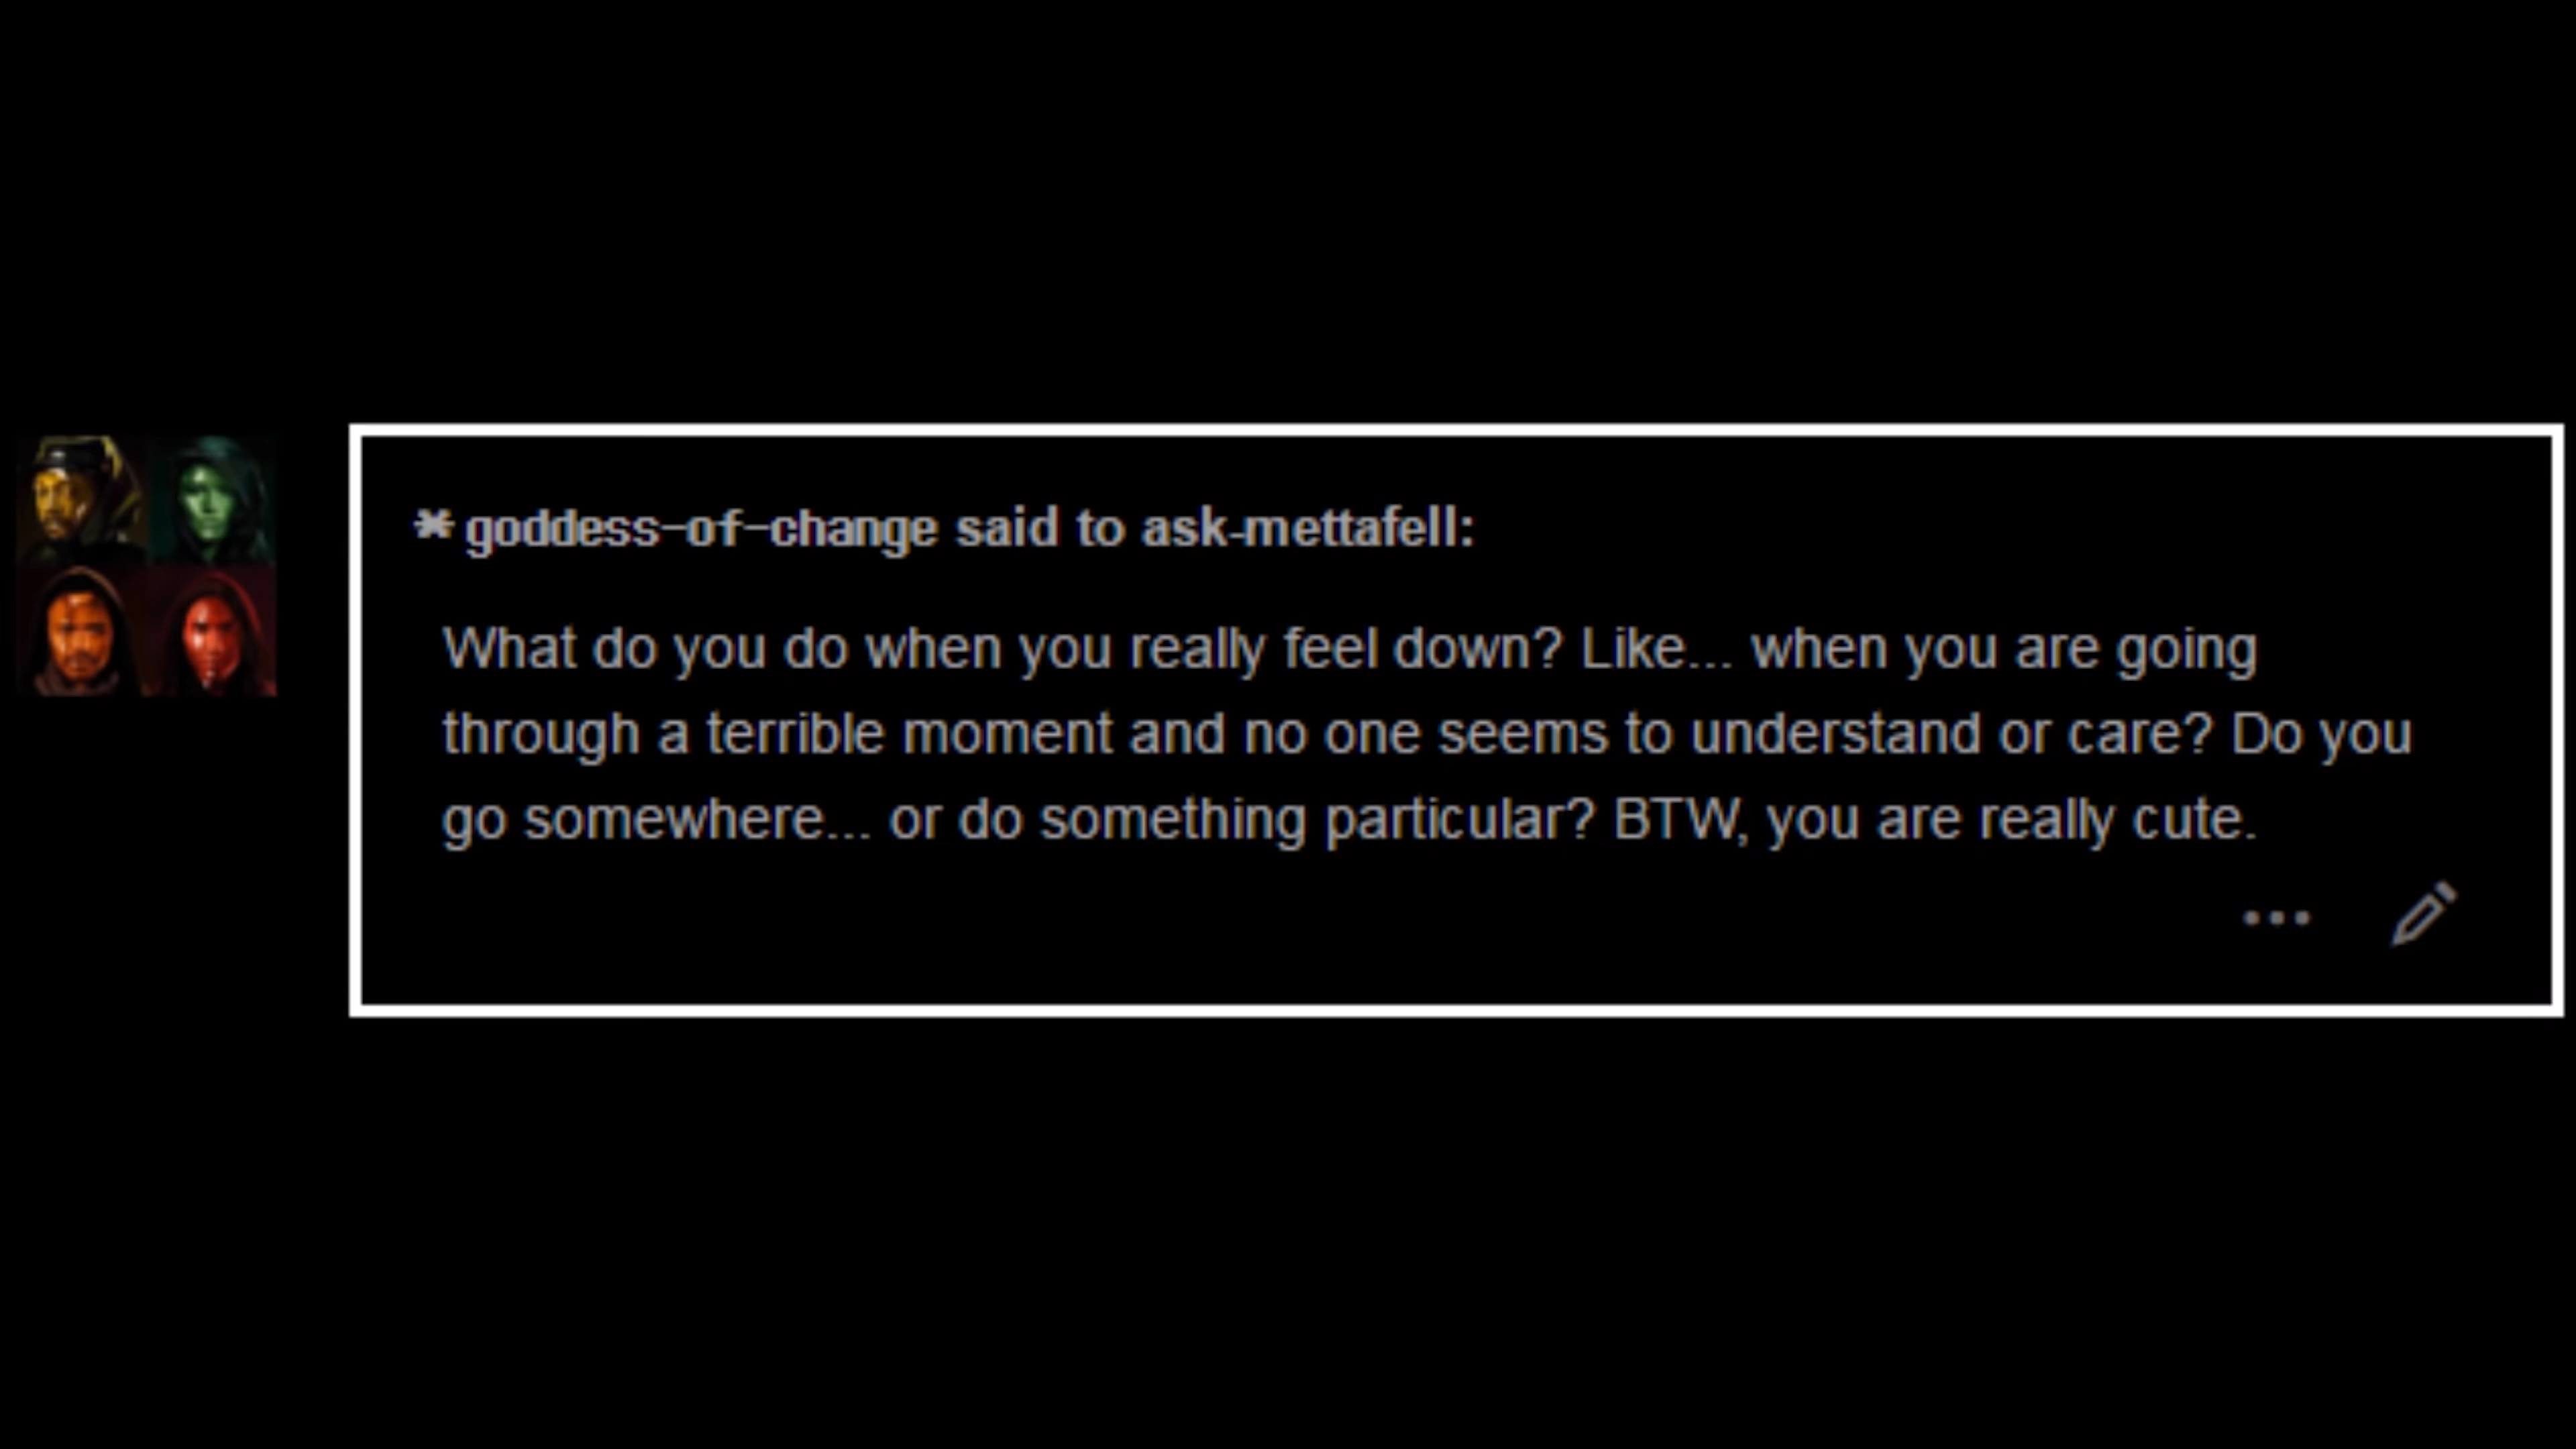 * goddess-of-change said to ask-mettafell:
What do you do when you really feel down? Like... when you are going
through a terrible moment and no one seems to understand or care? Do you
go somewhere... or do something particular? BTW, you are really cute.